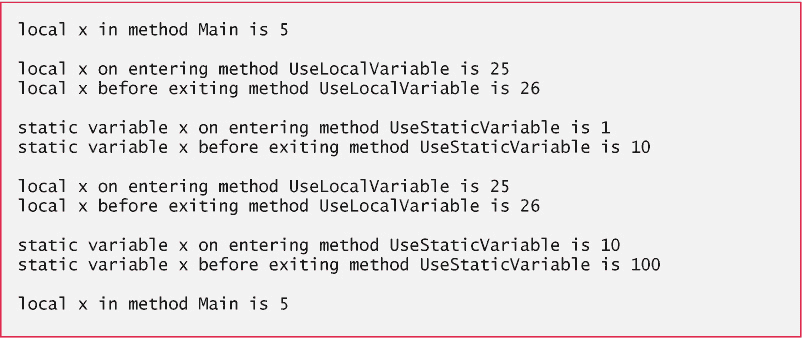 local x in method Main is 5
local x on entering method UseLocalVariable is 25
local x before exiting method UseLocalVariable is 26
static variable x on entering method UseStaticVariable is 1
static variable x before exiting method UseStaticVariable is 10
local x on entering method UseLocalVariable is 25
local x before exiting method UseLocalVariable is 26
static variable x on entering method UseStaticVariable is 10
static variable x before exiting method UseStaticVariable is 100
local x in method Main is 5